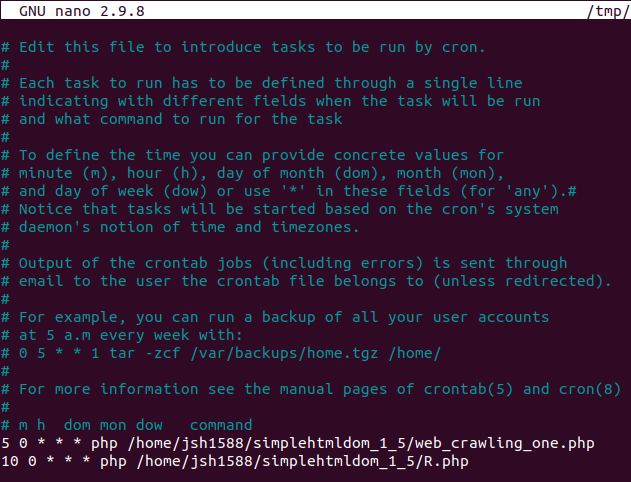 GNU nano 2.9.8 /tmp/
# Edit this file to introduce tasks to be run by cron.
#
# Each task to run has to be defined through a single line
# indicating with different fields when the task will be run
# and what command to run for the task
#
# To define the time you can provide concrete values for
# minute (m), hour (h), day of month (dom), month (mon),
# and day of week (dow) or use '*' in these fields (for 'any').#
# Notice that tasks will be started based on the cron's system
# daemon's notion of time and timezones.
#
# Output of the crontab jobs (including errors) is sent through
# email to the user the crontab file belongs to (unless redirected).
#
# For example, you can run a backup of all your user accounts
# at 5 a.m every week with:
# 0 5 * * 1 tar -zcf /var/backups/home.tgz /home/
#
# For more information see the manual pages of crontab(5) and cron(8)
#
# m h  dom mon dow   command
5 0 * * * php /home/jsh1588/simplehtmldom_1_5/web_crawling_one.php
10 0 * * * php /home/jsh1588/simplehtmldom_1_5/R.php